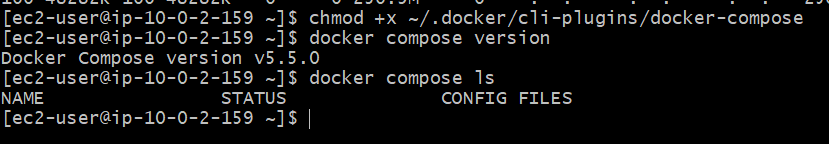 [ec2-user@ip-10-0-2-159 ~]$ chmod +x ~/.docker/cli-plugins/docker-compose
[ec2-user@ip-10-0-2-159 ~]$ docker compose version
Docker Compose version v5.5.0
[ec2-user@ip-10-0-2-159 ~]$ docker compose ls
NAME                STATUS              CONFIG FILES
[ec2-user@ip-10-0-2-159 ~]$